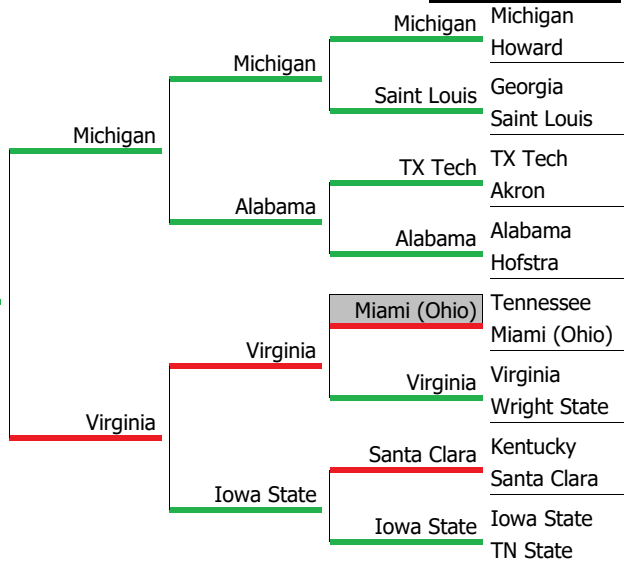 Michigan
Michigan
Howard
Michigan
Saint Louis
Georgia
Saint Louis
Michigan
TX Tech
TX Tech
Akron
Alabama
Alabama
Alabama
Hofstra
Miami (Ohio)
Tennessee
Miami (Ohio)
Virginia
Virginia
Virginia
Wright State
Virginia
Santa Clara
Kentucky
Santa Clara
Iowa State
Iowa State
Iowa State
TN State